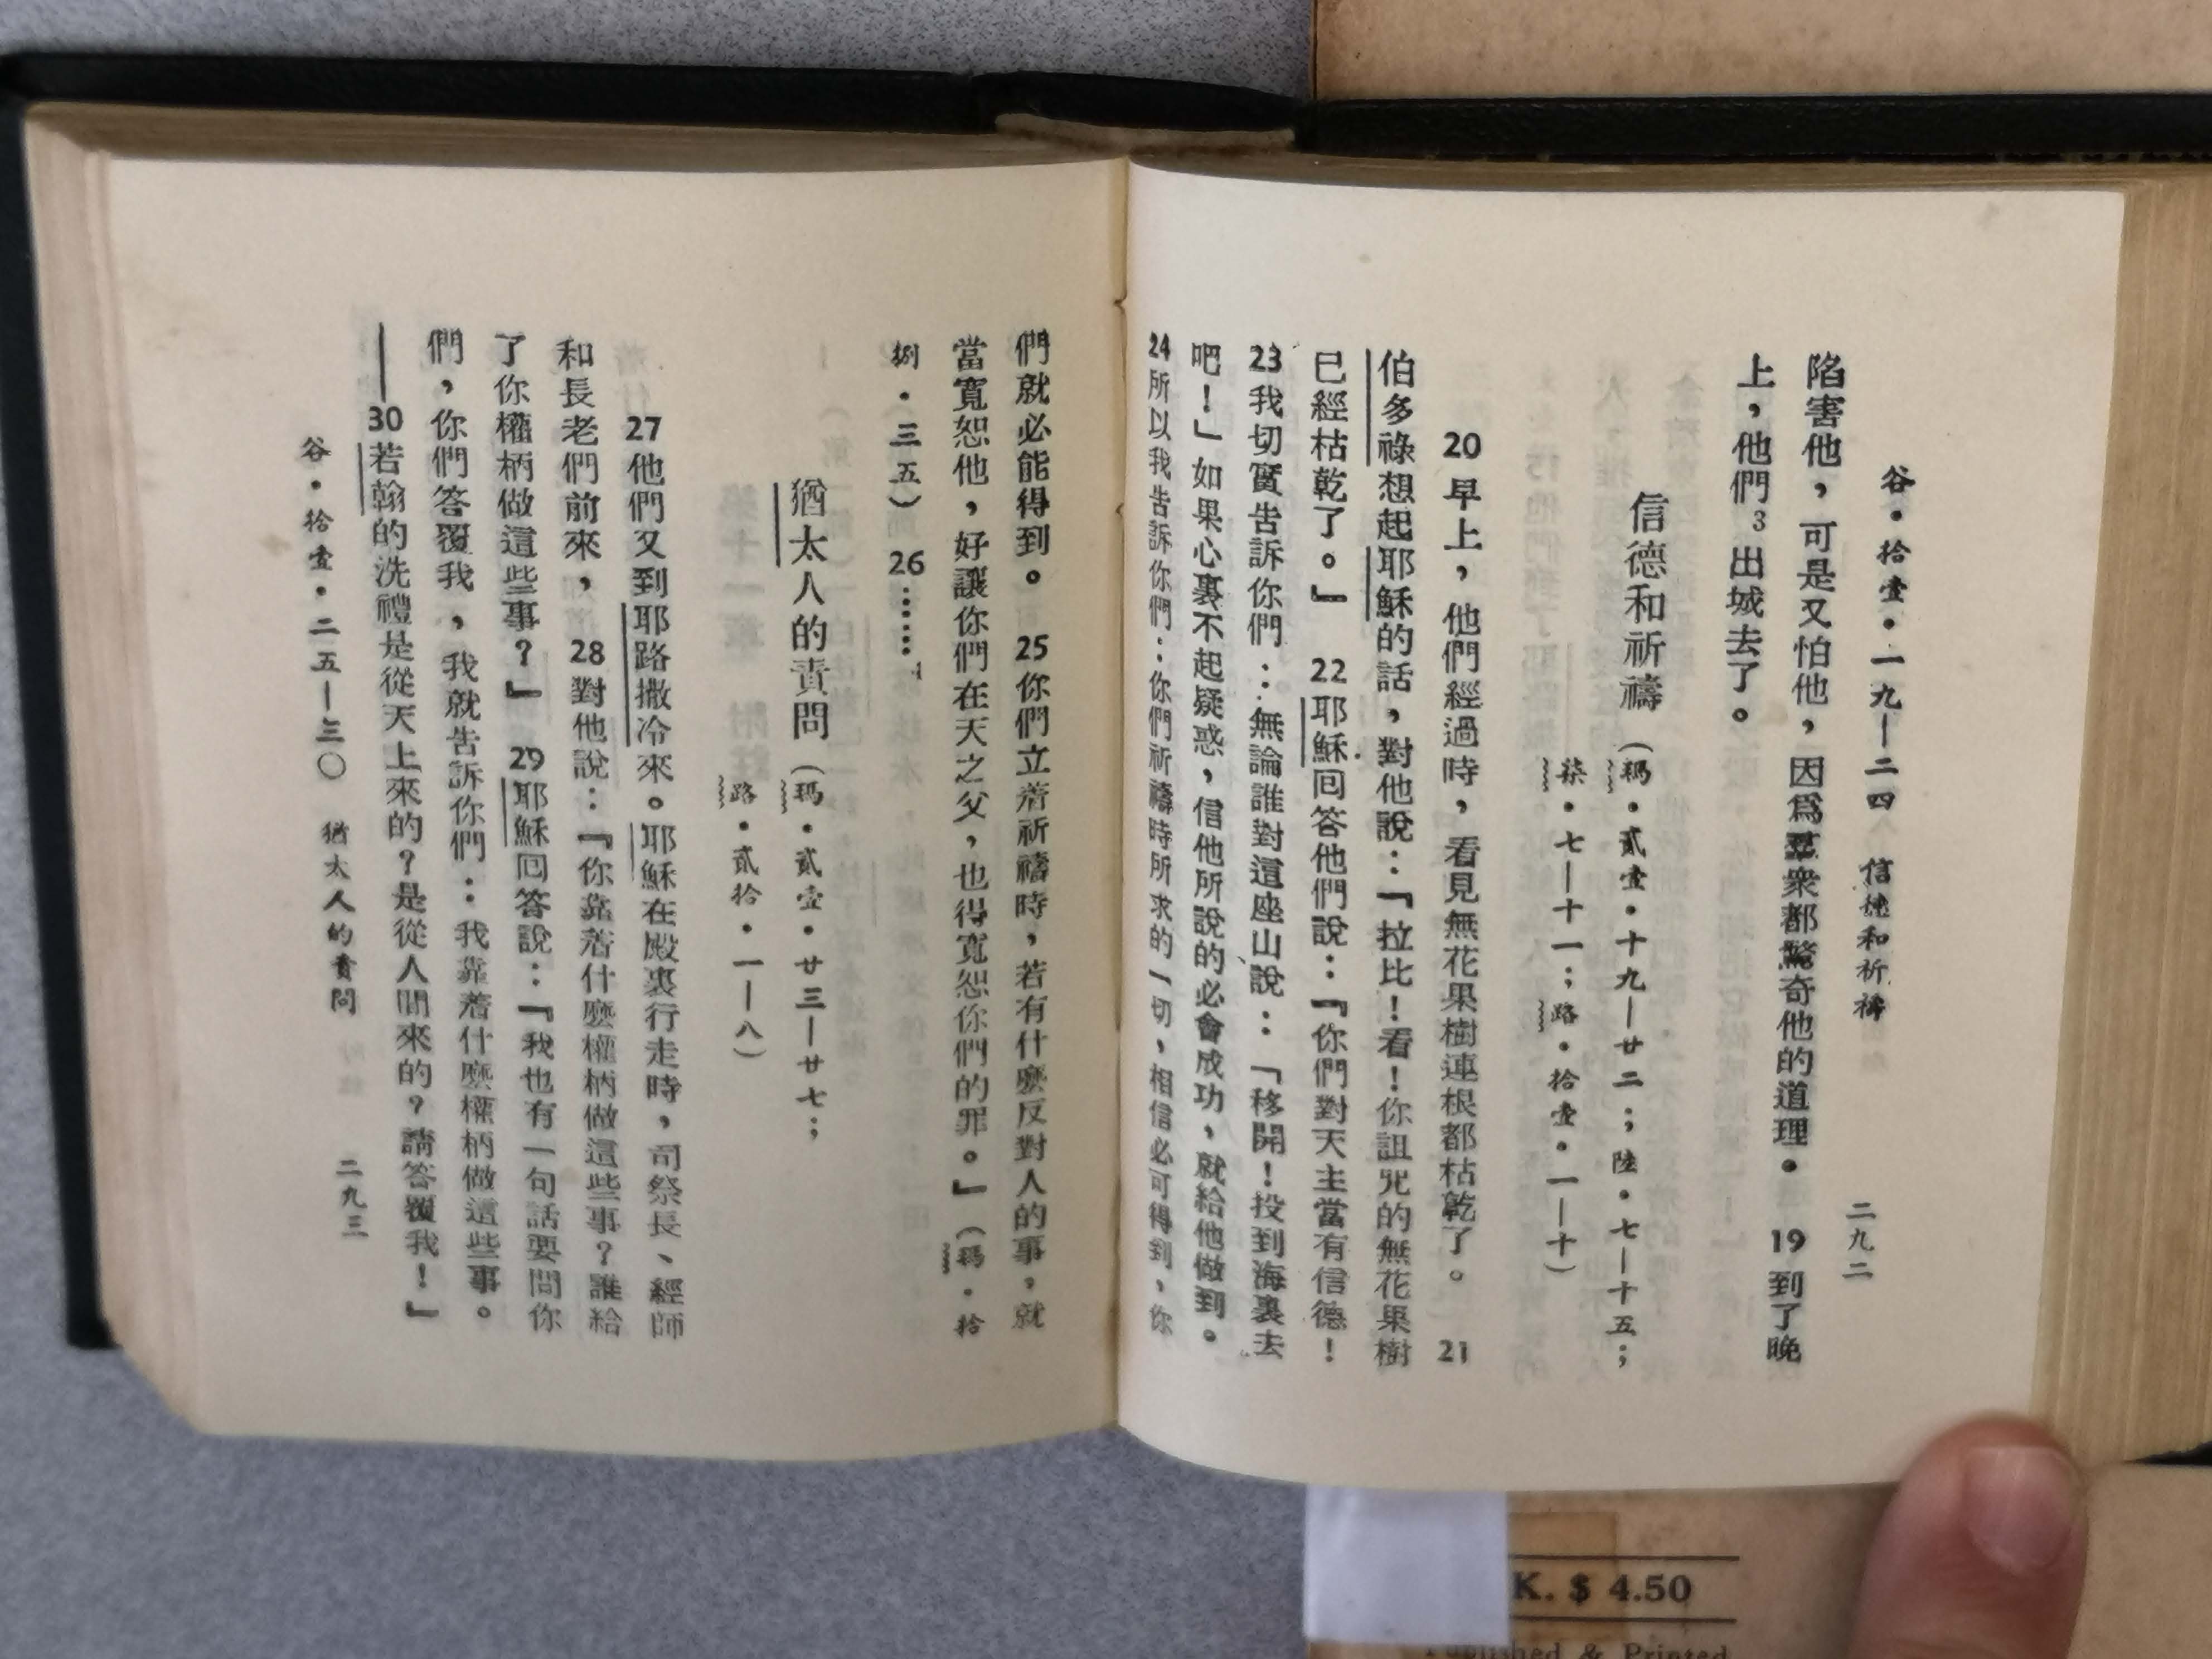 谷・拾壹・一九—二四 信德和祈禱 二九二
陷害他，可是又怕他，因爲羣衆都驚奇他的道理。 19到了晚
上，他們3出城去了。
信德和祈禱（瑪・貳壹・十九—廿二；陸・七—十五；
柒・七—十一；路・拾壹・一—十）
20早上，他們經過時，看見無花果樹連根都枯乾了。 21
伯多祿想起耶穌的話，對他說：『拉比！看！你詛咒的無花果樹
已經枯乾了。』 22耶穌回答他們說：『你們對天主當有信德！
23我切實告訴你們：無論誰對這座山說：「移開！投到海裏去
吧！」如果心裏不起疑惑，信他所說的必會成功，就給他做到。
24所以我告訴你們：你們祈禱時所求的一切，相信必可得到，你
們就必能得到。 25你們立着祈禱時，若有什麼反對人的事，就
當寬恕他，好讓你們在天之父，也得寬恕你們的罪。』（瑪・拾
捌・三五） 26……4
猶太人的責問（瑪・貳壹・廿三—廿七；
路・貳拾・一—八）
27他們又到耶路撒冷來。耶穌在殿裏行走時，司祭長、經師
和長老們前來， 28對他說：『你靠着什麼權柄做這些事？誰給
了你權柄做這些事？』 29耶穌回答說：『我也有一句話要問你
們，你們答覆我，我就告訴你們：我靠着什麼權柄做這些事。
——30若翰的洗禮是從天上來的？是從人間來的？請答覆我！』
谷・拾壹・二五—三〇 猶太人的責問 二九三
K. $ 4.50
Published & Printed